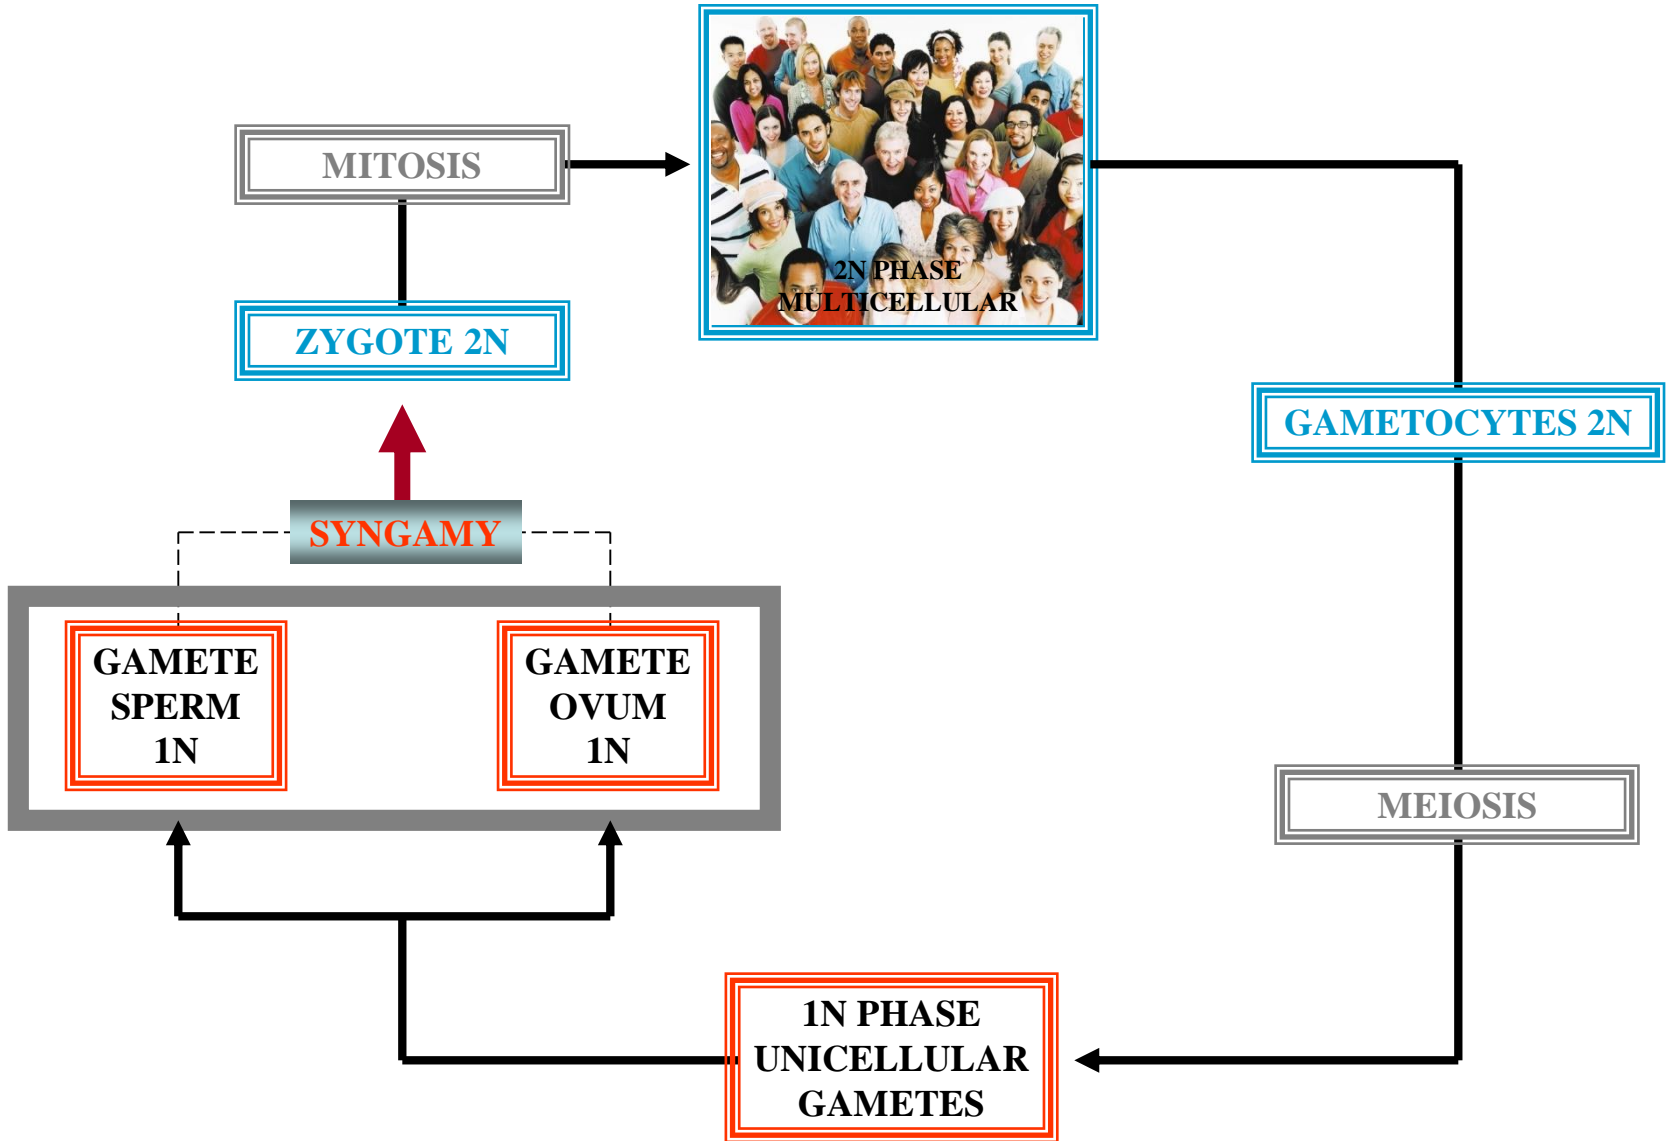 MITOSIS
2N PHASE
MULTICELLULAR
ZYGOTE 2N
GAMETOCYTES 2N
SYNGAMY
GAMETE
SPERM
1N
GAMETE
OVUM
1N
MEIOSIS
1N PHASE
UNICELLULAR
GAMETES